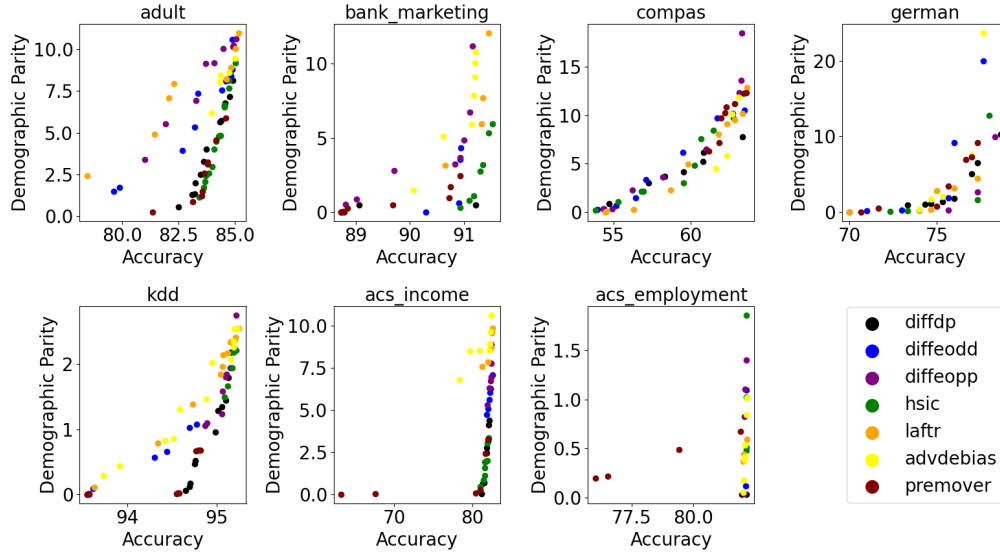 adult
bank_marketing
compas
german
Demographic Parity
10.0
7.5
5.0
2.5
0.0
80.0
82.5
85.0
Accuracy
Demographic Parity
12
10
8
6
4
2
0
89
90
91
Accuracy
Demographic Parity
15
10
5
0
55
60
Accuracy
Demographic Parity
20
10
0
70
75
Accuracy
kdd
acs_income
acs_employment
Demographic Parity
2
1
0
94
95
Accuracy
Demographic Parity
10.0
7.5
5.0
2.5
0.0
70
80
Accuracy
Demographic Parity
1.5
1.0
0.5
0.0
77.5
80.0
Accuracy
diffdp
diffeodd
diffeopp
hsic
laftr
advdebias
premover